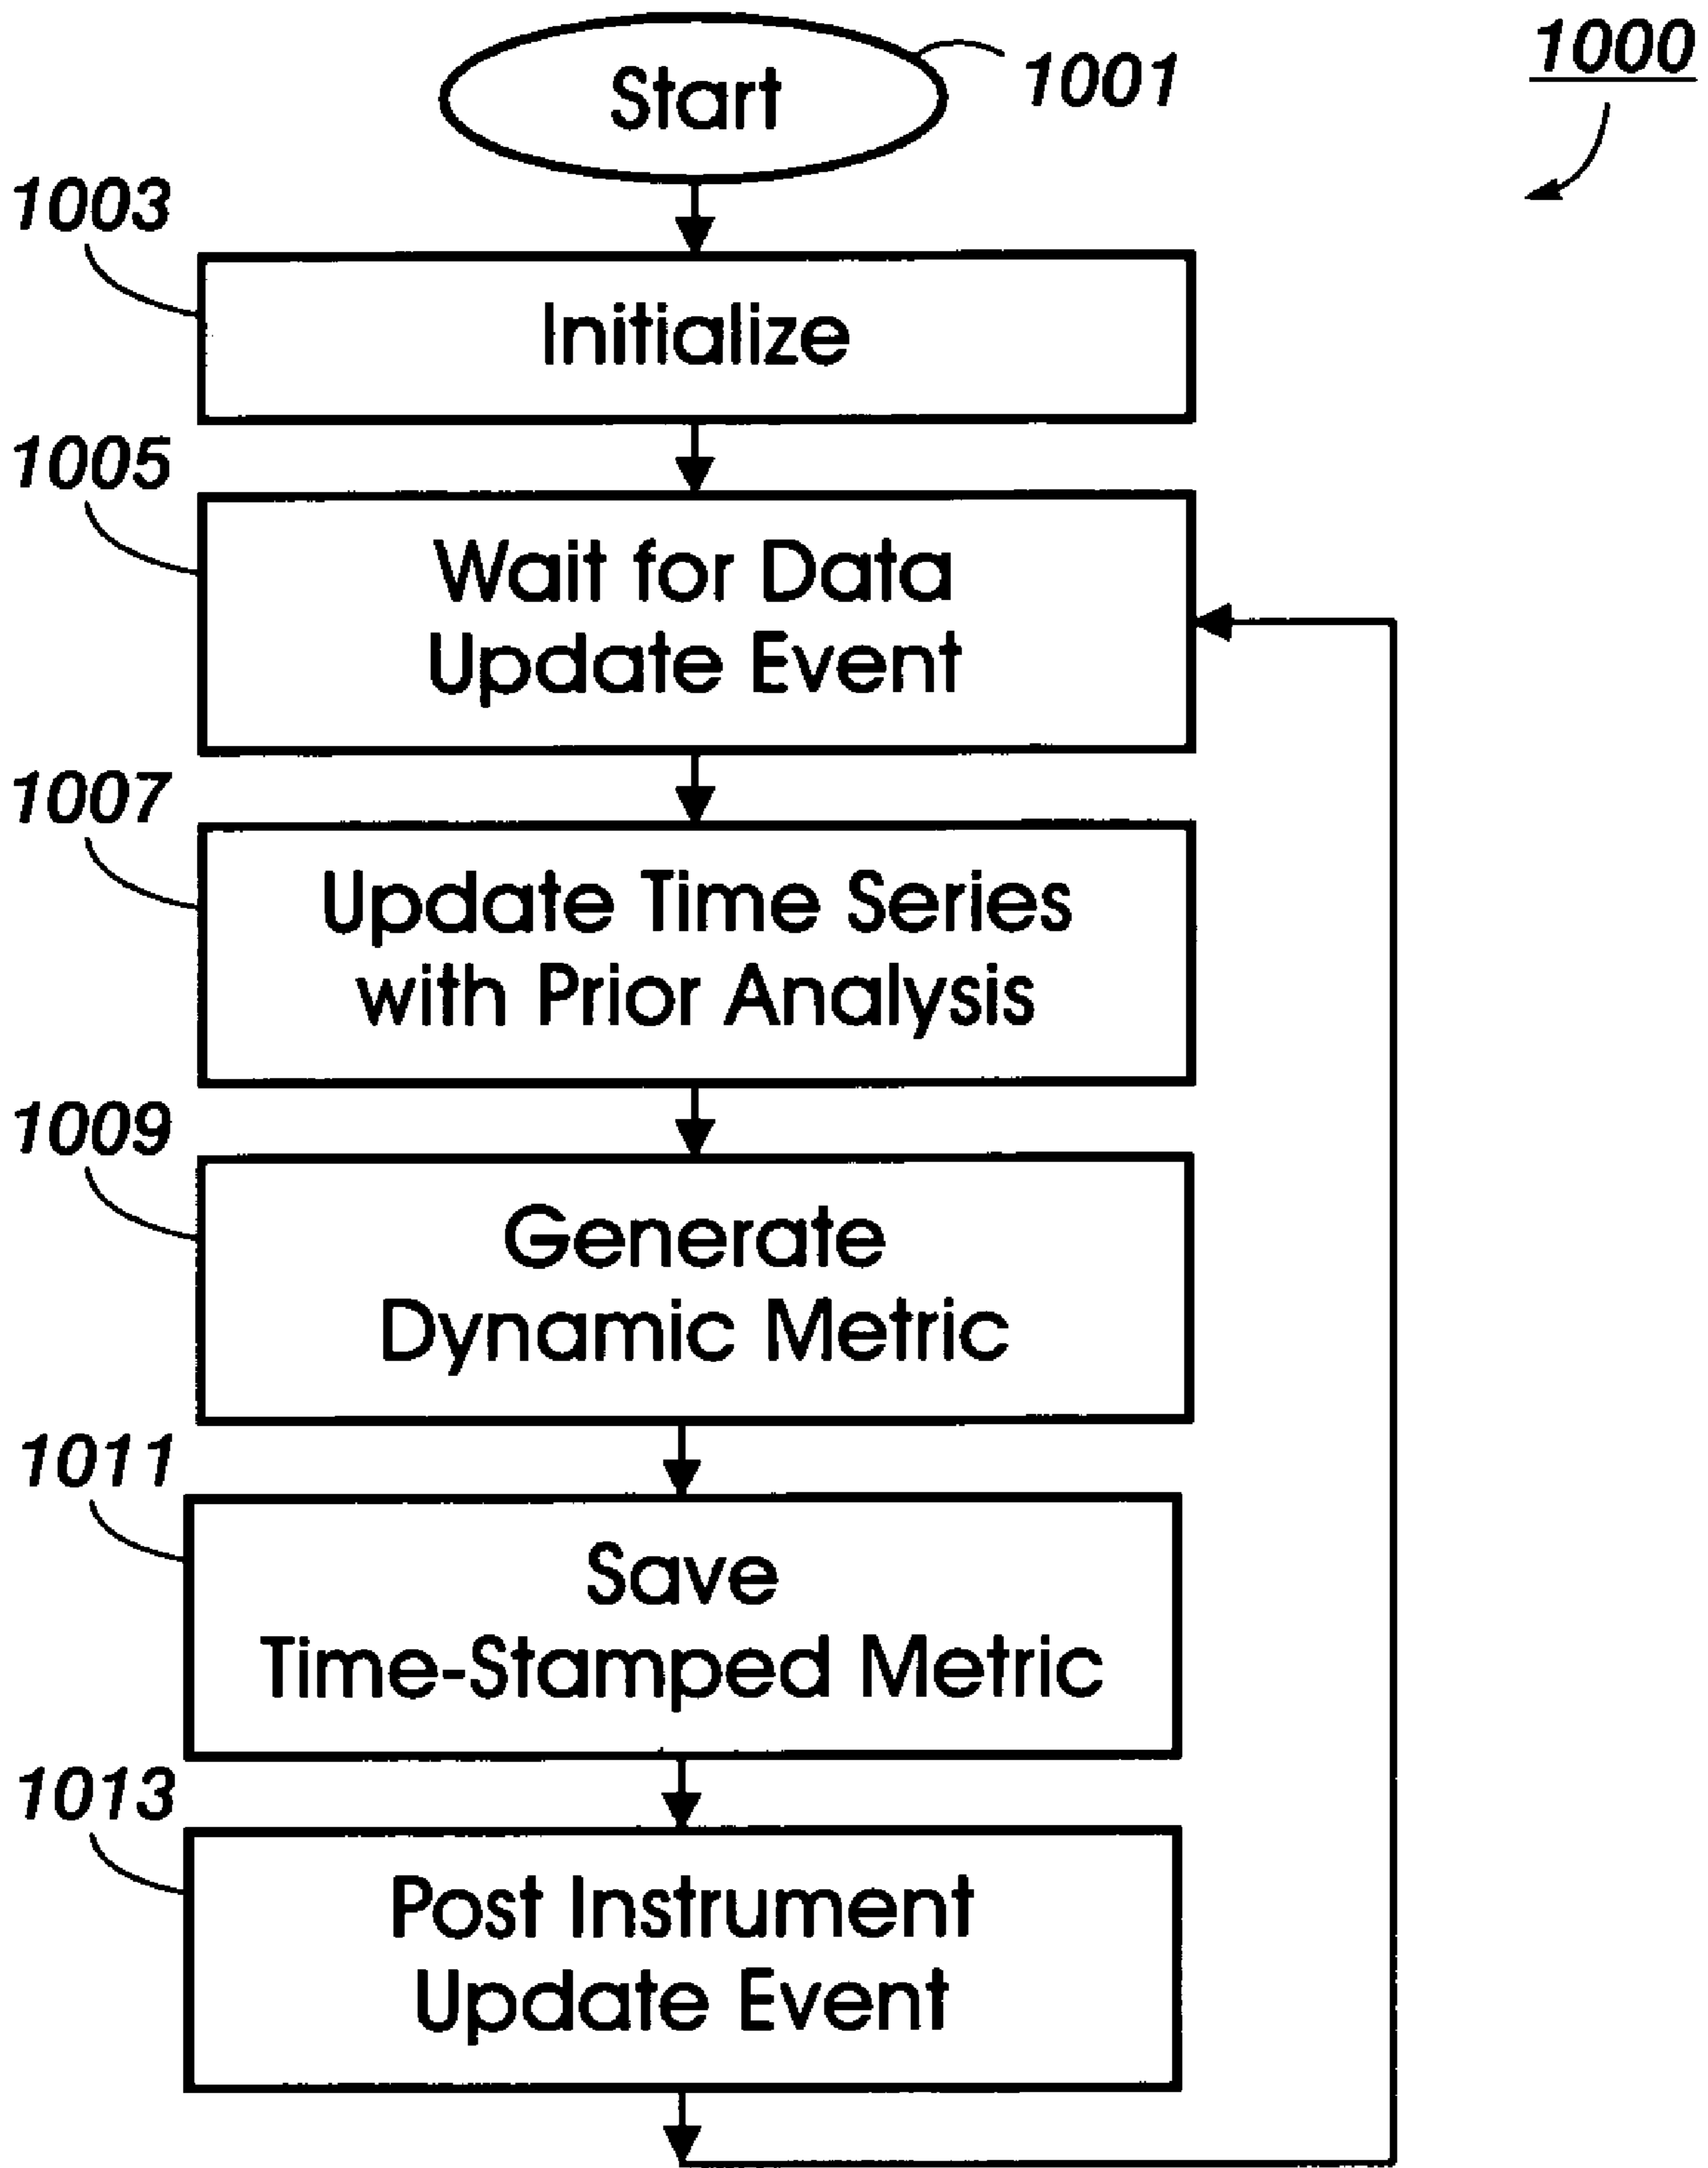 1000
Start
1001
1003
Initialize
1005
Wait for Data
Update Event
1007
Update Time Series
with Prior Analysis
1009
Generate
Dynamic Metric
1011
Save
Time-Stamped Metric
1013
Post Instrument
Update Event